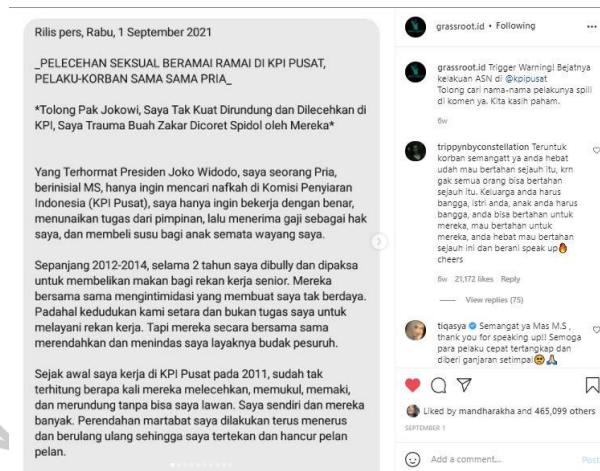 Rilis pers, Rabu, 1 September 2021
_PELECEHAN SEKSUAL BERAMAI RAMAI DI KPI PUSAT,
PELAKU-KORBAN SAMA SAMA PRIA_
*Tolong Pak Jokowi, Saya Tak Kuat Dirundung dan Dilecehkan di
KPI, Saya Trauma Buah Zakar Dicoret Spidol oleh Mereka*
Yang Terhormat Presiden Joko Widodo, saya seorang Pria,
berinisial MS, hanya ingin mencari nafkah di Komisi Penyiaran
Indonesia (KPI Pusat), saya hanya ingin bekerja dengan benar,
menunaikan tugas dari pimpinan, lalu menerima gaji sebagai hak
saya, dan membeli susu bagi anak semata wayang saya.
Sepanjang 2012-2014, selama 2 tahun saya dibully dan dipaksa
untuk membelikan makan bagi rekan kerja senior. Mereka
bersama sama mengintimidasi yang membuat saya tak berdaya.
Padahal kedudukan kami setara dan bukan tugas saya untuk
melayani rekan kerja. Tapi mereka secara bersama sama
merendahkan dan menindas saya layaknya budak pesuruh.
Sejak awal saya kerja di KPI Pusat pada 2011, sudah tak
terhitung berapa kali mereka melecehkan, memukul, memaki,
dan merundung tanpa bisa saya lawan. Saya sendiri dan mereka
banyak. Perendahan martabat saya dilakukan terus menerus
dan berulang ulang sehingga saya tertekan dan hancur pelan
pelan.
grassroot.id • Following
grassroot.id Trigger Warning! Bejatnya
kelakuan ASN di @kpipusat
Tolong cari nama-nama pelakunya spill
di komen ya. Kita kasih paham.
6w
trippynbyconstellation Teruntuk
korban semangatt ya anda hebat
udah mau bertahan sejauh itu, krn
gak semua orang bisa bertahan
sejauh itu. Keluarga anda harus
bangga, istri anda, anak anda harus
bangga, anda bisa bertahan untuk
mereka, mau bertahan untuk
mereka, anda hebat mau bertahan
sejauh ini dan berani speak up🔥
cheers
6w 21,172 likes Reply
View replies (75)
tiqasya Semangat ya Mas M.S ,
thank you for speaking up!! Semoga
para pelaku cepat tertangkap dan
diberi ganjaran setimpal😢🙏
Liked by mandharakha and 465,099 others
SEPTEMBER 1
Add a comment...
Post